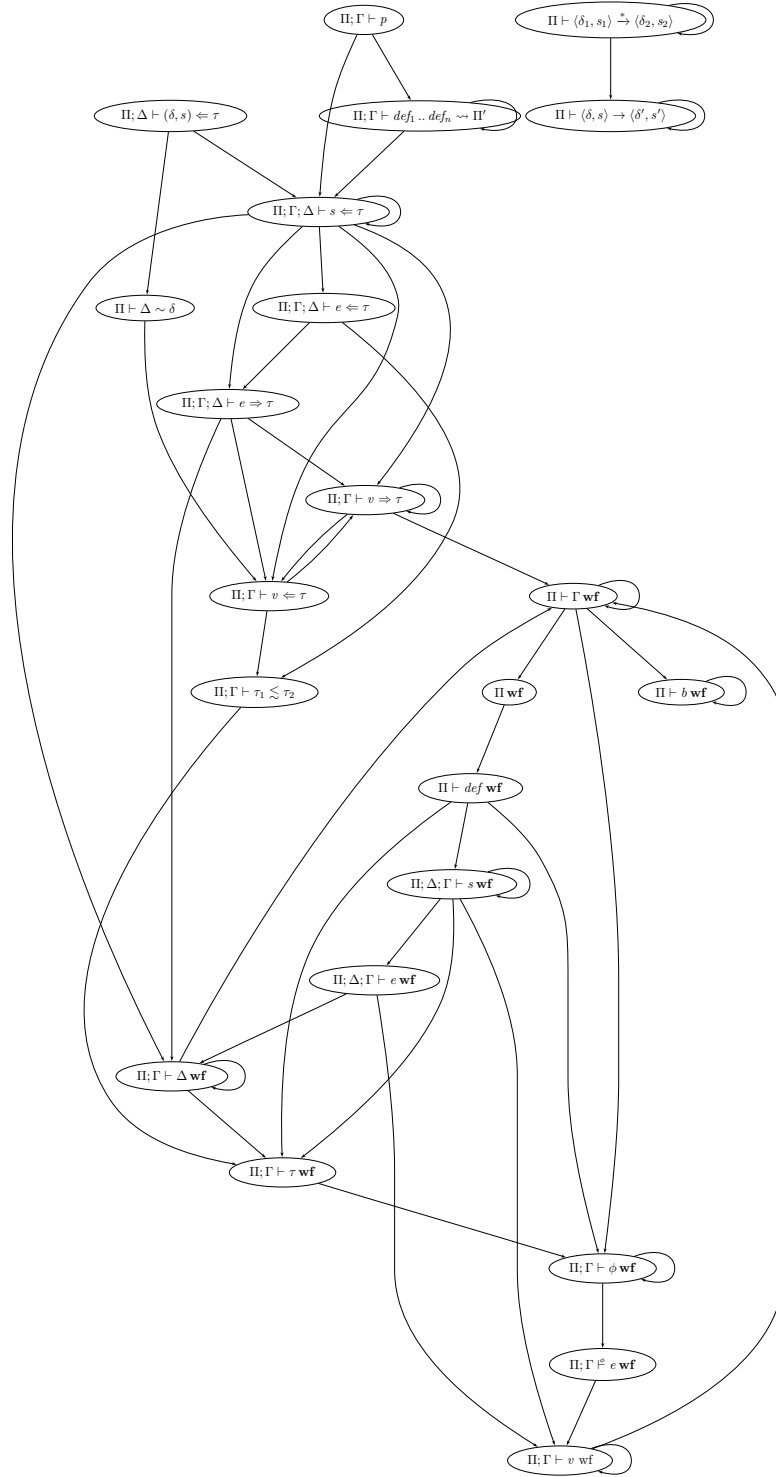 Π; Γ ⊢ p
Π ⊢ ⟨δ₁, s₁⟩ →* ⟨δ₂, s₂⟩
Π; Δ ⊢ (δ, s) ⇐ τ
Π; Γ ⊢ def₁ .. defₙ ⇝ Π′
Π ⊢ ⟨δ, s⟩ → ⟨δ′, s′⟩
Π; Γ; Δ ⊢ s ⇐ τ
Π ⊢ Δ ∼ δ
Π; Γ; Δ ⊢ e ⇐ τ
Π; Γ; Δ ⊢ e ⇒ τ
Π; Γ ⊢ v ⇒ τ
Π; Γ ⊢ v ⇐ τ
Π ⊢ Γ wf
Π; Γ ⊢ τ₁ ≲ τ₂
Π wf
Π ⊢ b wf
Π ⊢ def wf
Π; Δ; Γ ⊢ s wf
Π; Δ; Γ ⊢ e wf
Π; Γ ⊢ Δ wf
Π; Γ ⊢ τ wf
Π; Γ ⊢ ϕ wf
Π; Γ ⊢ e wf
Π; Γ ⊢ v wf